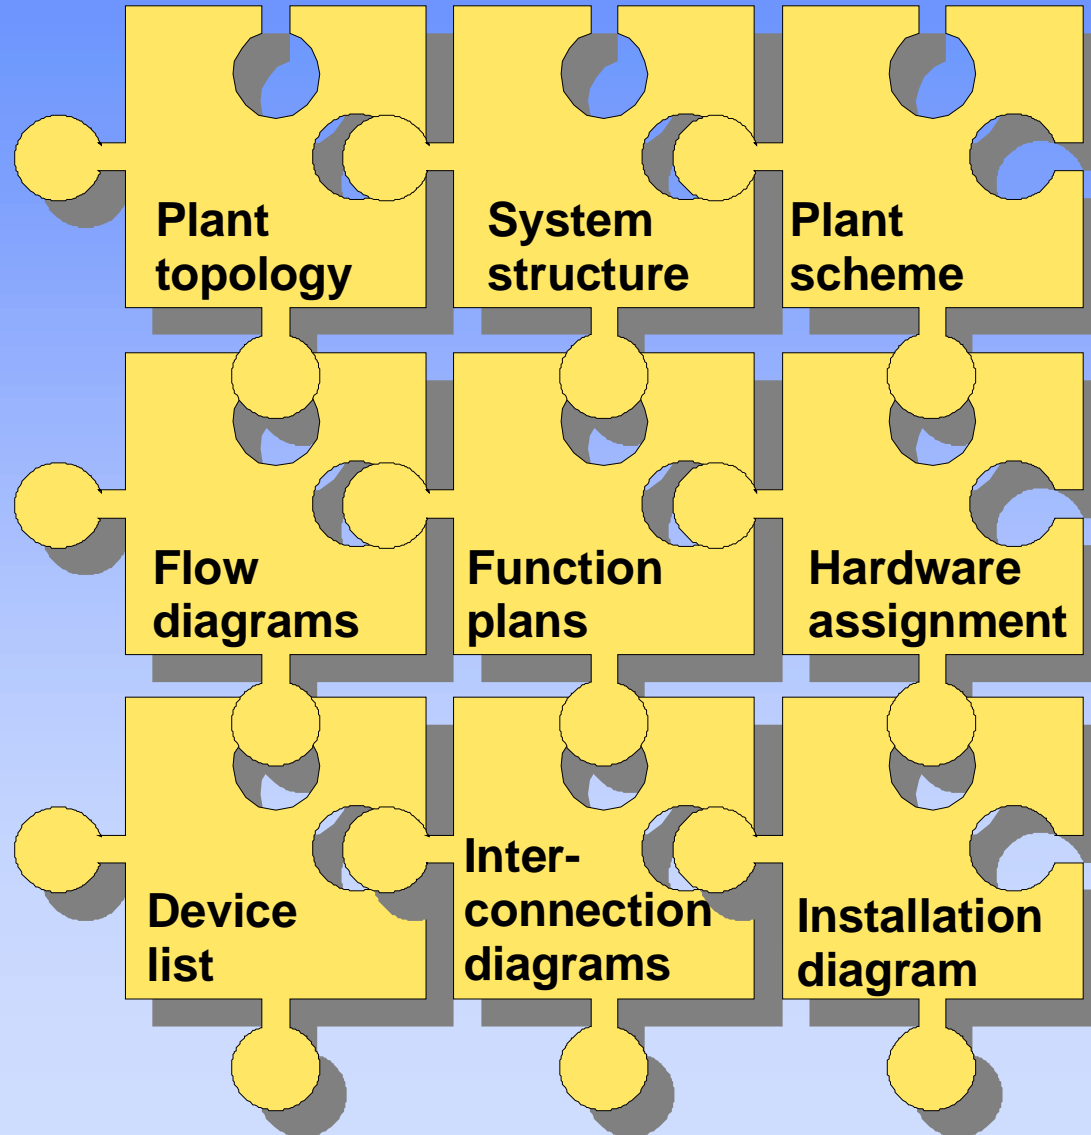 Plant
topology
System
structure
Plant
scheme
Flow
diagrams
Function
plans
Hardware
assignment
Device
list
Inter-
connection
diagrams
Installation
diagram